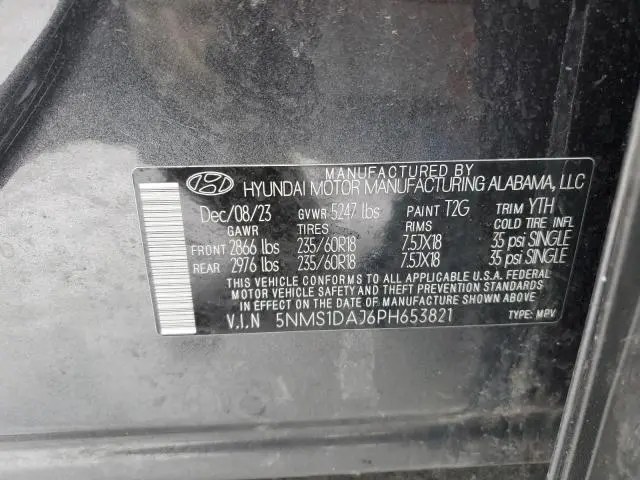 MANUFACTURED BY
HYUNDAI MOTOR MANUFACTURING ALABAMA, LLC
Dec/08/23 GVWR 5247 lbs PAINT T2G TRIM YTH
GAWR TIRES RIMS COLD TIRE INFL
FRONT 2866 lbs 235/60R18 7.5JX18 35 psi SINGLE
REAR 2976 lbs 235/60R18 7.5JX18 35 psi SINGLE
THIS VEHICLE CONFORMS TO ALL APPLICABLE U.S.A. FEDERAL
MOTOR VEHICLE SAFETY AND THEFT PREVENTION STANDARDS
IN EFFECT ON THE DATE OF MANUFACTURE SHOWN ABOVE.
V.I.N 5NMS1DAJ6PH653821 TYPE: MPV